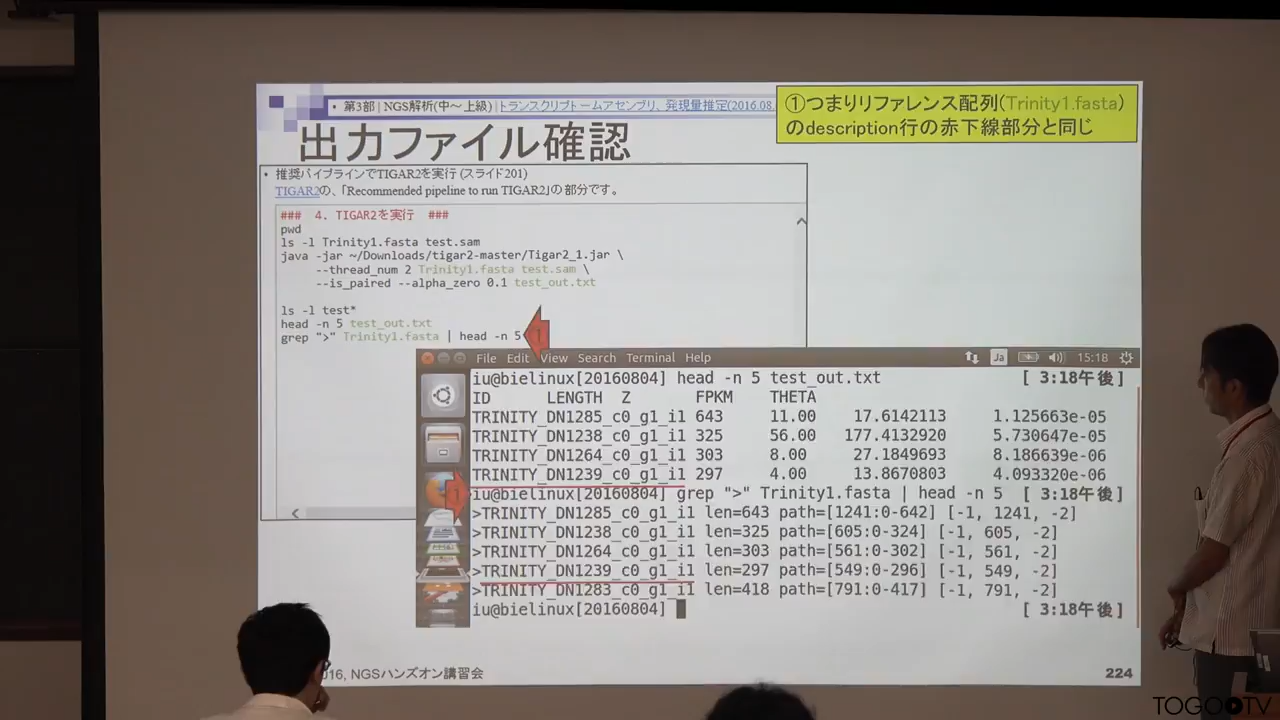 • 第3部 | NGS解析(中～上級) | トランスクリプトームアセンブリ、発現量推定(2016.08.
①つまりリファレンス配列(Trinity1.fasta)
のdescription行の赤下線部分と同じ
出力ファイル確認
• 推奨パイプラインでTIGAR2を実行 (スライド201)
TIGAR2の、「Recommended pipeline to run TIGAR2」の部分です。
### 4. TIGAR2を実行 ###
pwd
ls -l Trinity1.fasta test.sam
java -jar ~/Downloads/tigar2-master/Tigar2_1.jar \
--thread_num 2 Trinity1.fasta test.sam \
--is_paired --alpha_zero 0.1 test_out.txt
ls -l test*
head -n 5 test_out.txt
grep ">" Trinity1.fasta | head -n 5
1
File Edit View Search Terminal Help Ja 15:18
iu@bielinux[20160804] head -n 5 test_out.txt [ 3:18午後]
ID LENGTH Z FPKM THETA
TRINITY_DN1285_c0_g1_i1 643 11.00 17.6142113 1.125663e-05
TRINITY_DN1238_c0_g1_i1 325 56.00 177.4132920 5.730647e-05
TRINITY_DN1264_c0_g1_i1 303 8.00 27.1849693 8.186639e-06
TRINITY_DN1239_c0_g1_i1 297 4.00 13.8670803 4.093320e-06
1
iu@bielinux[20160804] grep ">" Trinity1.fasta | head -n 5 [ 3:18午後]
>TRINITY_DN1285_c0_g1_i1 len=643 path=[1241:0-642] [-1, 1241, -2]
>TRINITY_DN1238_c0_g1_i1 len=325 path=[605:0-324] [-1, 605, -2]
>TRINITY_DN1264_c0_g1_i1 len=303 path=[561:0-302] [-1, 561, -2]
>TRINITY_DN1239_c0_g1_i1 len=297 path=[549:0-296] [-1, 549, -2]
>TRINITY_DN1283_c0_g1_i1 len=418 path=[791:0-417] [-1, 791, -2]
iu@bielinux[20160804] [ 3:18午後]
16, NGSハンズオン講習会
224
TOGOTV